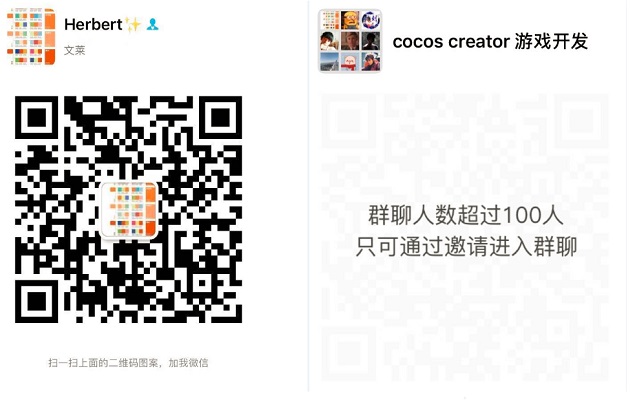 Herbert✨
文莱
扫一扫上面的二维码图案，加我微信
cocos creator 游戏开发
群聊人数超过100人
只可通过邀请进入群聊